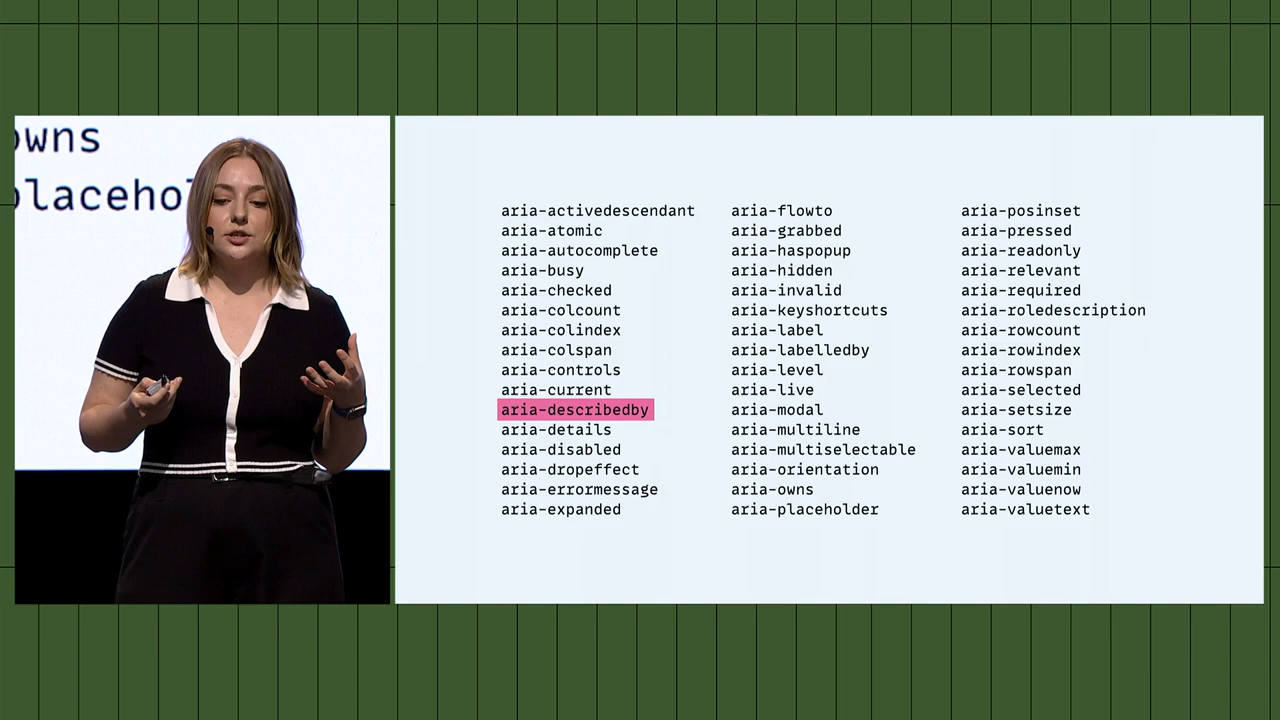 owns
placehol
aria-activedescendant
aria-atomic
aria-autocomplete
aria-busy
aria-checked
aria-colcount
aria-colindex
aria-colspan
aria-controls
aria-current
aria-describedby
aria-details
aria-disabled
aria-dropeffect
aria-errormessage
aria-expanded
aria-flowto
aria-grabbed
aria-haspopup
aria-hidden
aria-invalid
aria-keyshortcuts
aria-label
aria-labelledby
aria-level
aria-live
aria-modal
aria-multiline
aria-multiselectable
aria-orientation
aria-owns
aria-placeholder
aria-posinset
aria-pressed
aria-readonly
aria-relevant
aria-required
aria-roledescription
aria-rowcount
aria-rowindex
aria-rowspan
aria-selected
aria-setsize
aria-sort
aria-valuemax
aria-valuemin
aria-valuenow
aria-valuetext